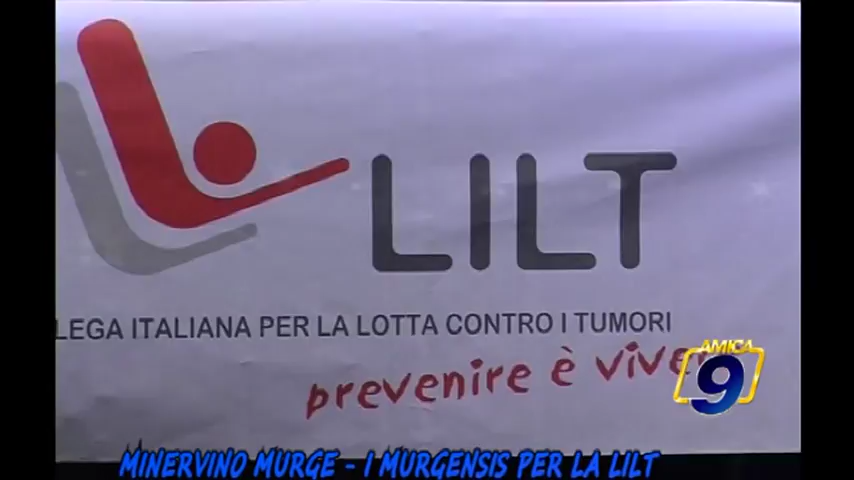 LILT
LEGA ITALIANA PER LA LOTTA CONTRO I TUMORI
prevenire è vive
AMICA
9
MINERVINO MURGE - I MURGENSIS PER LA LILT